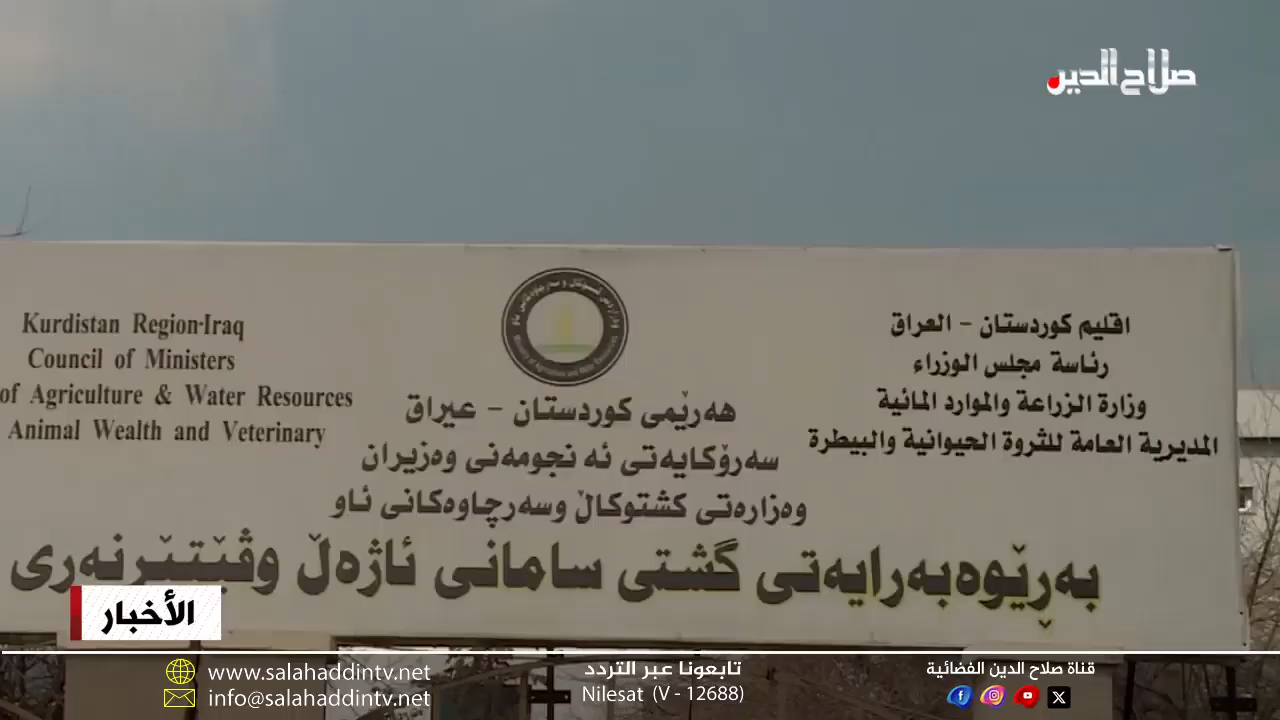 صلاح الدين
Kurdistan Region-Iraq
Council of Ministers
of Agriculture & Water Resources
Animal Wealth and Veterinary
اقليم كوردستان - العراق
رئاسة مجلس الوزراء
وزارة الزراعة والموارد المائية
المديرية العامة للثروة الحيوانية والبيطرة
هەرێمی کوردستان - عیراق
سەرۆکایەتی ئە نجومەنی وەزیران
وەزارەتی کشتوکاڵ وسەرچاوەکانی ئاو
بەڕێوەبەرایەتی گشتی سامانی ئاژەڵ وڤێتێرنەری
الأخبار
www.salahaddintv.net
info@salahaddintv.net
تابعونا عبر التردد
Nilesat (V - 12688)
قناة صلاح الدين الفضائية